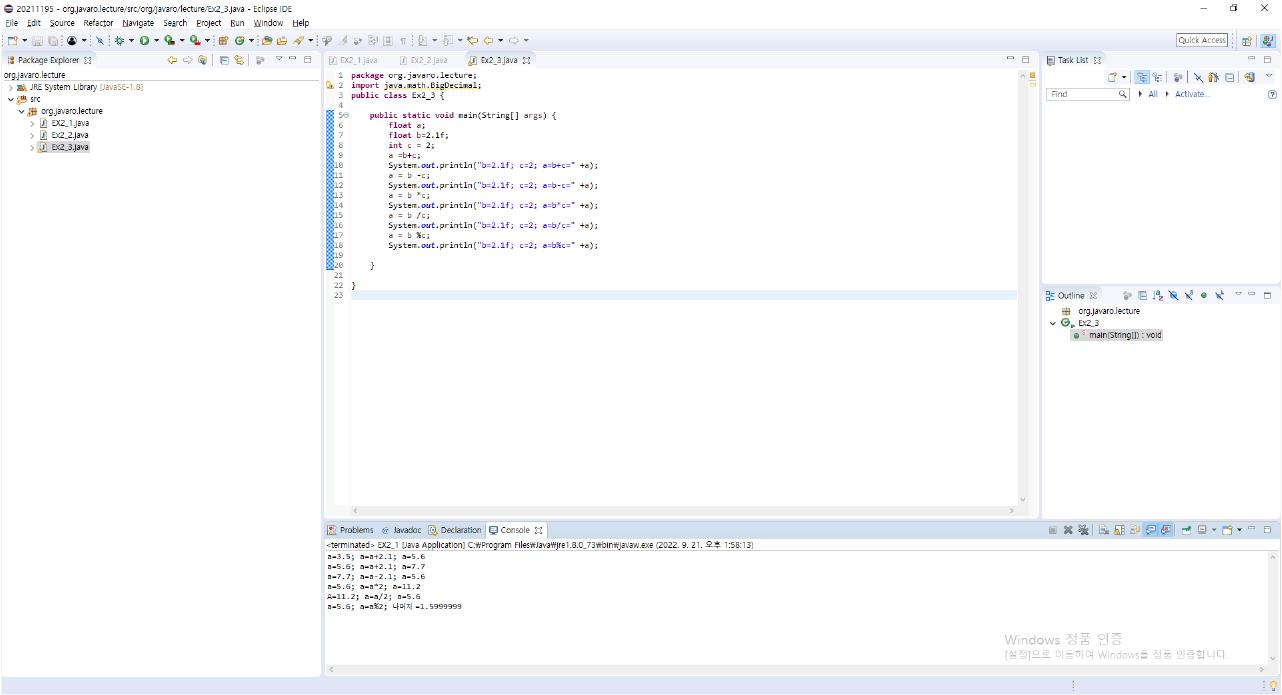 20211195 - org.javaro.lecture/src/org/javaro/lecture/Ex2_3.java - Eclipse IDE
File Edit Source Refactor Navigate Search Project Run Window Help
Quick Access
Package Explorer
org.javaro.lecture
JRE System Library [JavaSE-1.8]
src
org.javaro.lecture
EX2_1.java
Ex2_2.java
Ex2_3.java
EX2_1.java Ex2_2.java Ex2_3.java
1 package org.javaro.lecture;
2 import java.math.BigDecimal;
3 public class Ex2_3 {
4
5 public static void main(String[] args) {
6 float a;
7 float b=2.1f;
8 int c = 2;
9 a =b+c;
10 System.out.println("b=2.1f; c=2; a=b+c=" +a);
11 a = b -c;
12 System.out.println("b=2.1f; c=2; a=b-c=" +a);
13 a = b *c;
14 System.out.println("b=2.1f; c=2; a=b*c=" +a);
15 a = b /c;
16 System.out.println("b=2.1f; c=2; a=b/c=" +a);
17 a = b %c;
18 System.out.println("b=2.1f; c=2; a=b%c=" +a);
19
20 }
21
22 }
23
Task List
Find All Activate...
Outline
org.javaro.lecture
Ex2_3
main(String[]) : void
Problems Javadoc Declaration Console
<terminated> EX2_1 [Java Application] C:₩Program Files₩Java₩jre1.8.0_73₩bin₩javaw.exe (2022. 9. 21. 오후 1:58:13)
a=3.5; a=a+2.1; a=5.6
a=5.6; a=a+2.1; a=7.7
a=7.7; a=a-2.1; a=5.6
a=5.6; a=a*2; a=11.2
A=11.2; a=a/2; a=5.6
a=5.6; a=a%2; 나머지 =1.5999999
Windows 정품 인증
[설정]으로 이동하여 Windows를 정품 인증합니다.